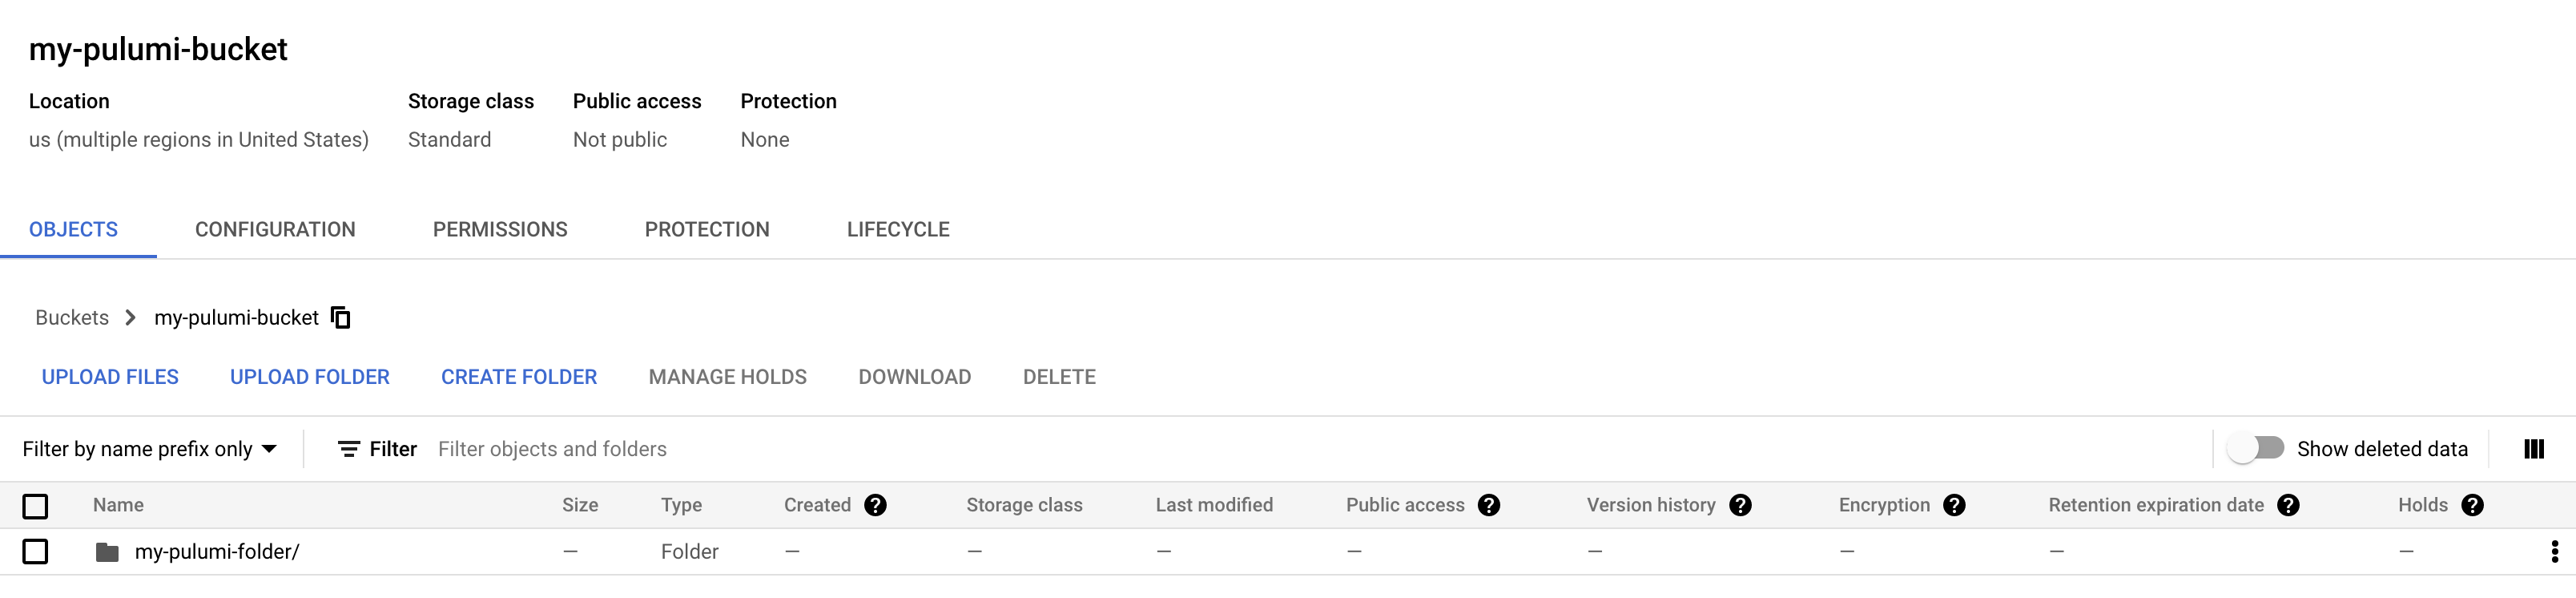 my-pulumi-bucket
Location Storage class Public access Protection
us (multiple regions in United States) Standard Not public None
OBJECTS CONFIGURATION PERMISSIONS PROTECTION LIFECYCLE
Buckets > my-pulumi-bucket
UPLOAD FILES UPLOAD FOLDER CREATE FOLDER MANAGE HOLDS DOWNLOAD DELETE
Filter by name prefix only Filter Filter objects and folders Show deleted data
Name Size Type Created ? Storage class Last modified Public access ? Version history ? Encryption ? Retention expiration date ? Holds ?
my-pulumi-folder/ — Folder — — — — — — — —